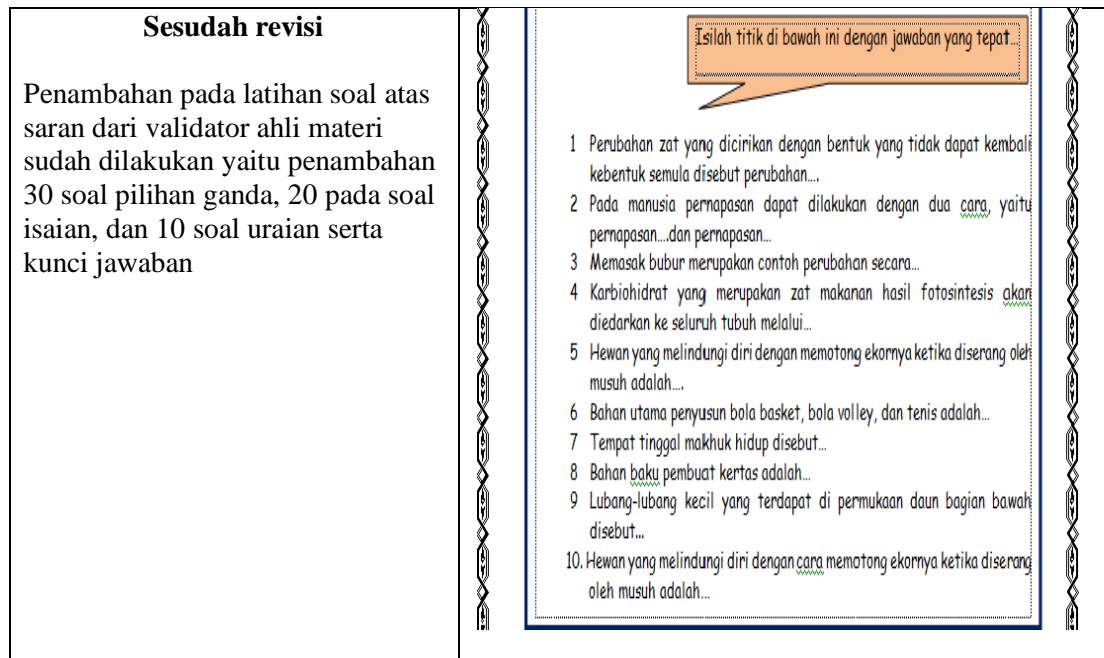 Sesudah revisi
Penambahan pada latihan soal atas
saran dari validator ahli materi
sudah dilakukan yaitu penambahan
30 soal pilihan ganda, 20 pada soal
isaian, dan 10 soal uraian serta
kunci jawaban
Isilah titik di bawah ini dengan jawaban yang tepat...
1 Perubahan zat yang dicirikan dengan bentuk yang tidak dapat kembali
kebentuk semula disebut perubahan....
2 Pada manusia pernapasan dapat dilakukan dengan dua cara, yaitu
pernapasan....dan pernapasan...
3 Memasak bubur merupakan contoh perubahan secara...
4 Karbiohidrat yang merupakan zat makanan hasil fotosintesis akan
diedarkan ke seluruh tubuh melalui...
5 Hewan yang melindungi diri dengan memotong ekornya ketika diserang oleh
musuh adalah....
6 Bahan utama penyusun bola basket, bola volley, dan tenis adalah...
7 Tempat tinggal makhuk hidup disebut...
8 Bahan baku pembuat kertas adalah...
9 Lubang-lubang kecil yang terdapat di permukaan daun bagian bawah
disebut...
10. Hewan yang melindungi diri dengan cara memotong ekornya ketika diserang
oleh musuh adalah...